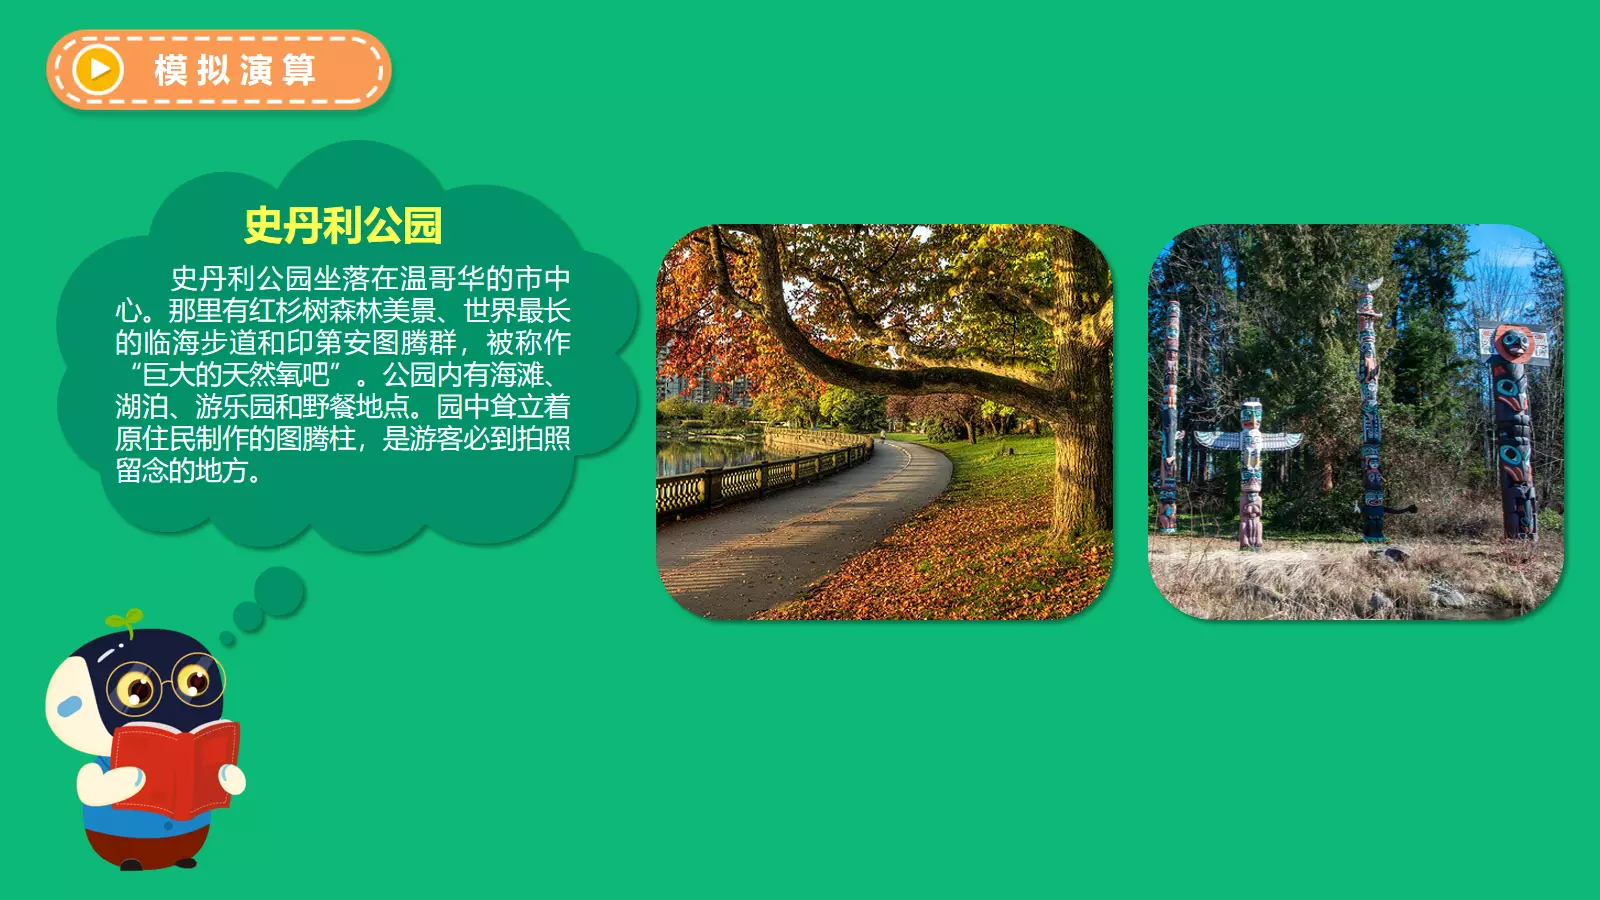 模拟演算
史丹利公园
史丹利公园坐落在温哥华的市中
心。那里有红杉树森林美景、世界最长
的临海步道和印第安图腾群，被称作
“巨大的天然氧吧”。公园内有海滩、
湖泊、游乐园和野餐地点。园中耸立着
原住民制作的图腾柱，是游客必到拍照
留念的地方。